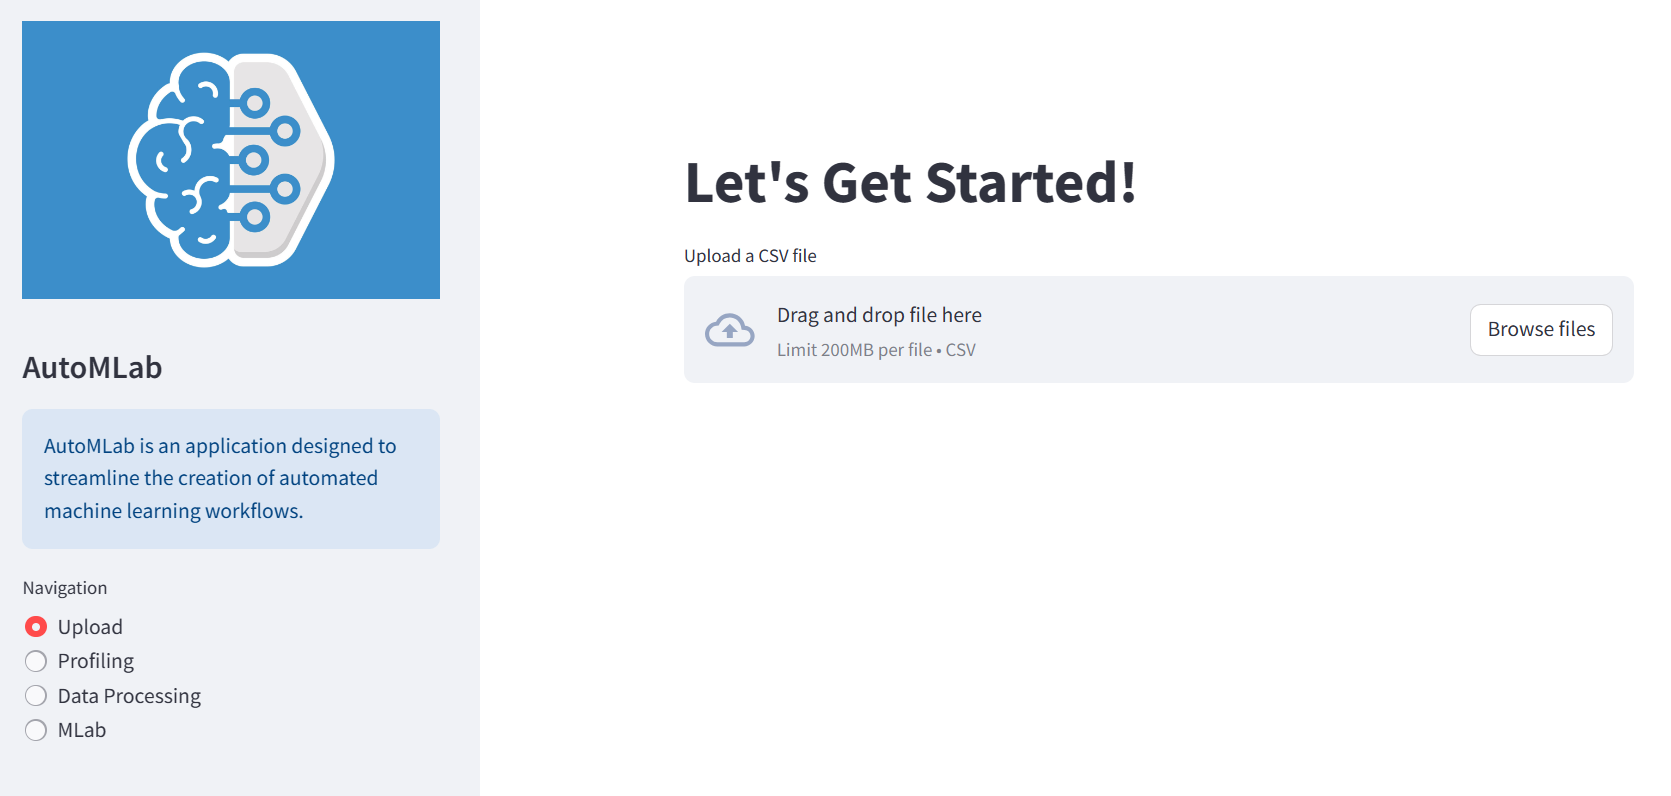 AutoMLab
AutoMLab is an application designed to
streamline the creation of automated
machine learning workflows.
Navigation
Upload
Profiling
Data Processing
MLab
Let's Get Started!
Upload a CSV file
Drag and drop file here
Limit 200MB per file • CSV
Browse files